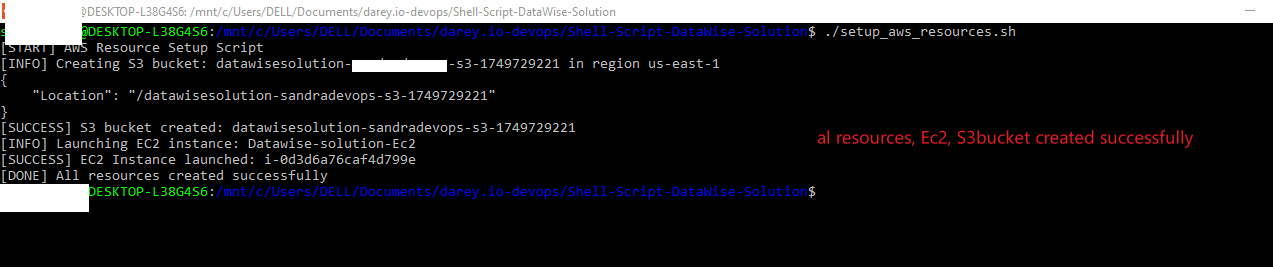 @DESKTOP-L38G4S6: /mnt/c/Users/DELL/Documents/darey.io-devops/Shell-Script-DataWise-Solution
s @DESKTOP-L38G4S6:/mnt/c/Users/DELL/Documents/darey.io-devops/Shell-Script-DataWise-Solution$ ./setup_aws_resources.sh
[START] AWS Resource Setup Script
[INFO] Creating S3 bucket: datawisesolution- -s3-1749729221 in region us-east-1
{
"Location": "/datawisesolution-sandradevops-s3-1749729221"
}
[SUCCESS] S3 bucket created: datawisesolution-sandradevops-s3-1749729221
[INFO] Launching EC2 instance: Datawise-solution-Ec2
al resources, Ec2, S3bucket created successfully
[SUCCESS] EC2 Instance launched: i-0d3d6a76caf4d799e
[DONE] All resources created successfully
DESKTOP-L38G4S6:/mnt/c/Users/DELL/Documents/darey.io-devops/Shell-Script-DataWise-Solution$